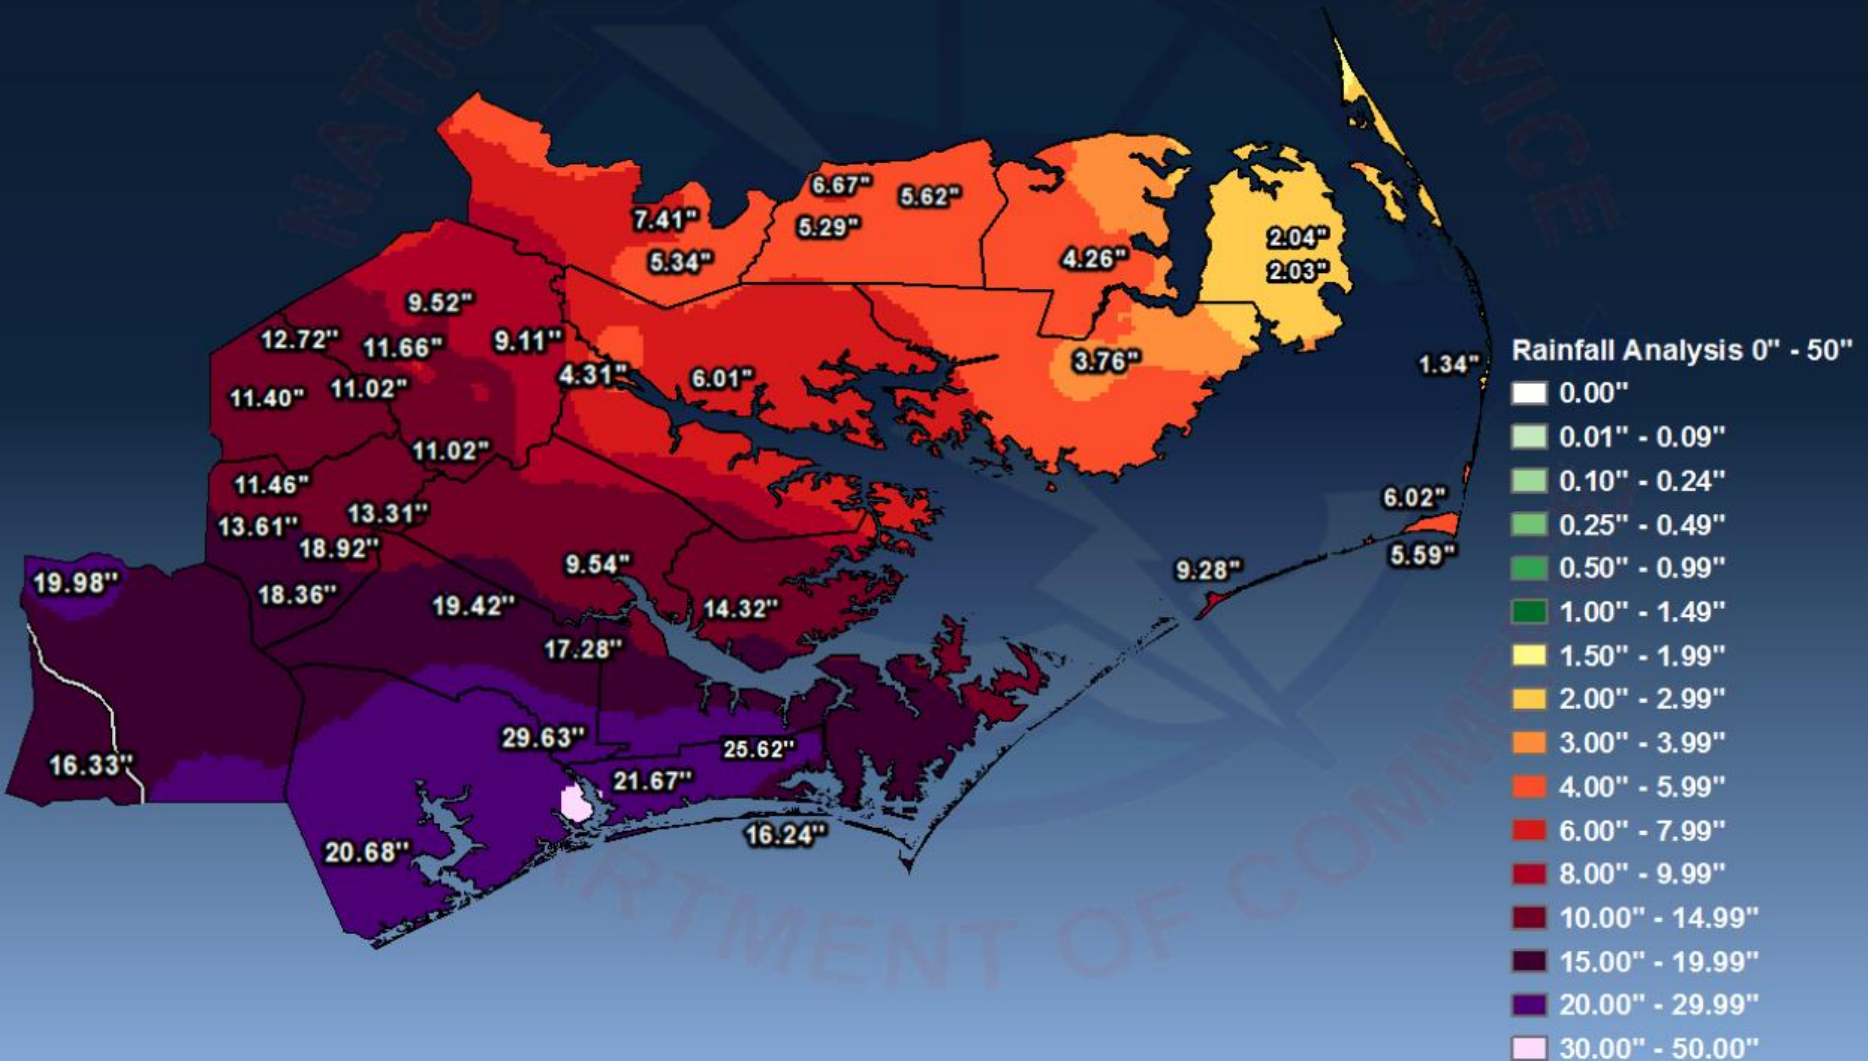 NATIO
RVICE
6.67"
5.62"
7.41"
5.29"
5.34"
4.26"
2.04"
2.03"
9.52"
12.72"
11.66"
9.11"
4.31"
6.01"
3.76"
1.34"
11.40"
11.02"
11.02"
11.46"
13.61"
13.31"
18.92"
6.02"
5.59"
9.28"
19.98"
18.36"
9.54"
19.42"
14.32"
17.28"
29.63"
25.62"
16.33"
21.67"
16.24"
20.68"
Rainfall Analysis 0" - 50"
0.00"
0.01" - 0.09"
0.10" - 0.24"
0.25" - 0.49"
0.50" - 0.99"
1.00" - 1.49"
1.50" - 1.99"
2.00" - 2.99"
3.00" - 3.99"
4.00" - 5.99"
6.00" - 7.99"
8.00" - 9.99"
10.00" - 14.99"
15.00" - 19.99"
20.00" - 29.99"
30.00" - 50.00"
ARTMENT OF COMME